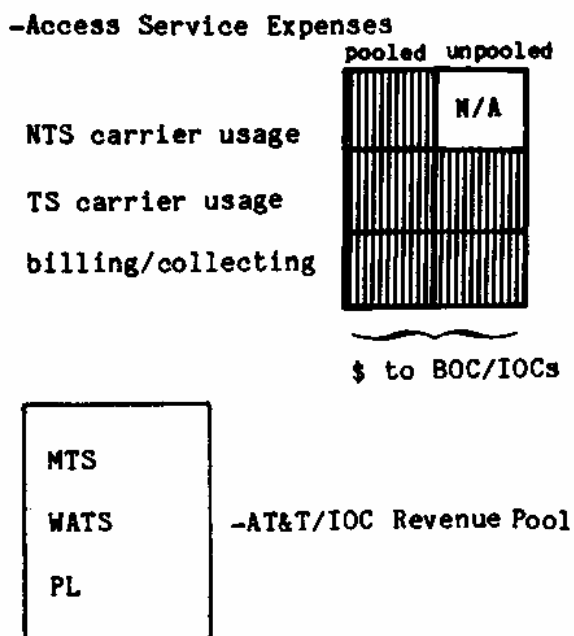 -Access Service Expenses
pooled unpooled
N/A
NTS carrier usage
TS carrier usage
billing/collecting
$ to BOC/IOCs
MTS
WATS -AT&T/IOC Revenue Pool
PL